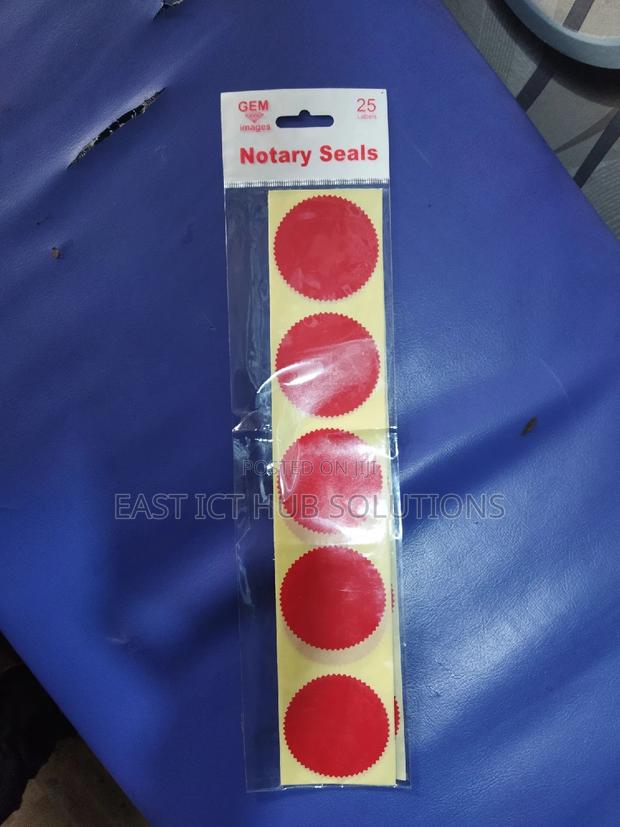 GEM
images
25
Labels
Notary Seals
POSTED ON JIJI
EAST ICT HUB SOLUTIONS